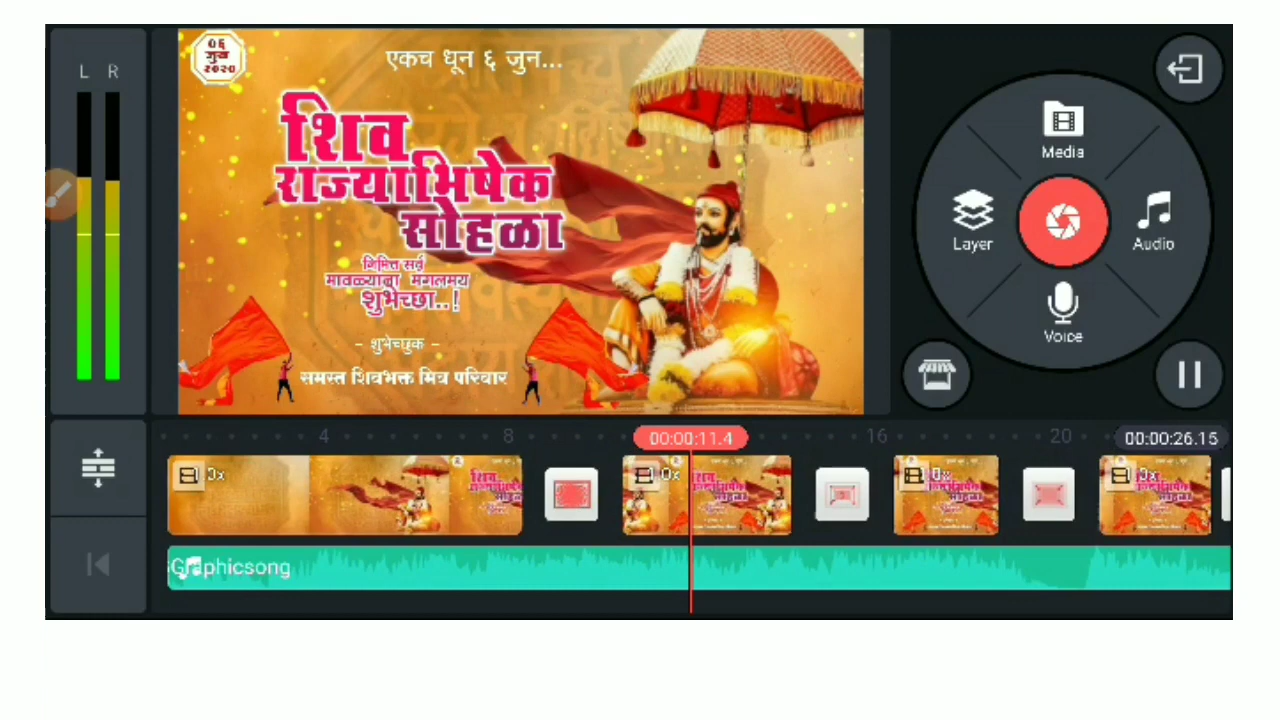 L R
०६
जुन
२०२०
एकच धून ६ जुन...
शिव
राज्याभिषेक
सोहळा
निमित्त सर्व
मावळ्यांना मंगलमय
शुभेच्छा..!
- शुभेच्छुक -
समस्त शिवभक्त मित्र परिवार
Media
Layer
Audio
Voice
4
8
00:00:11.4
16
20
00:00:26.15
Graphicsong